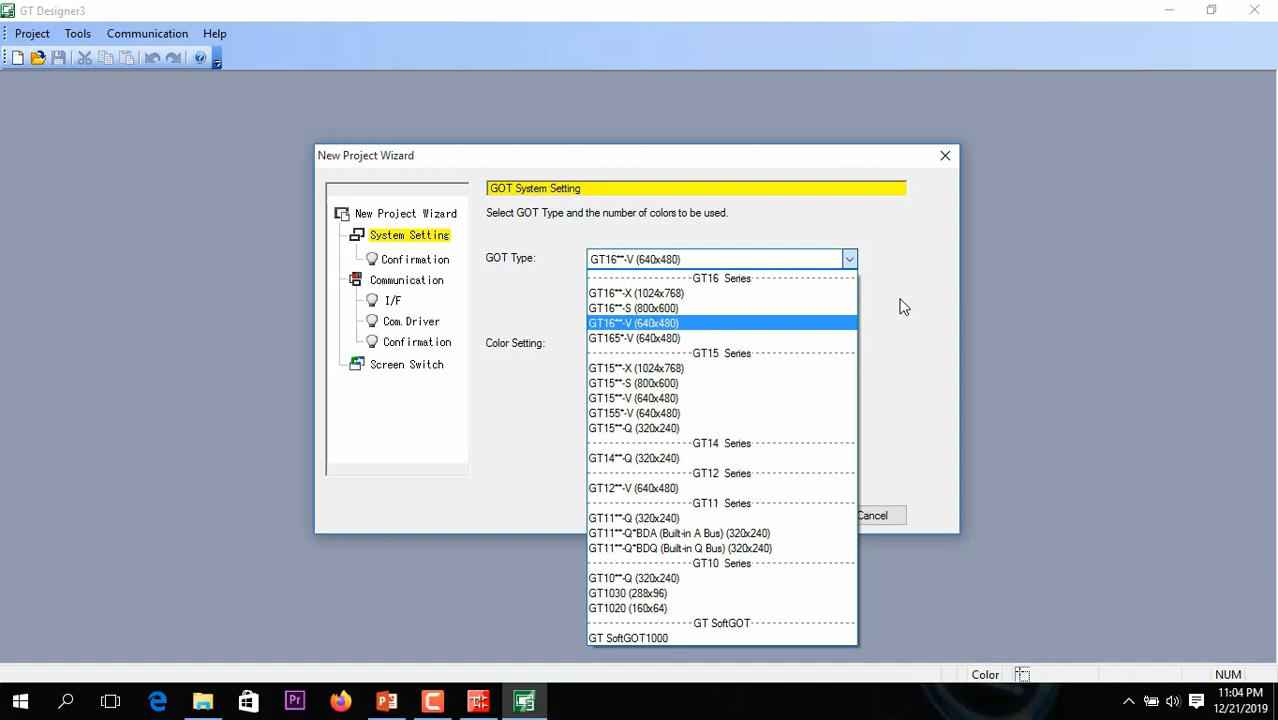 GT Designer3
Project Tools Communication Help
New Project Wizard
New Project Wizard
System Setting
Confirmation
Communication
I/F
Com.Driver
Confirmation
Screen Switch
GOT System Setting
Select GOT Type and the number of colors to be used.
GOT Type:
GT16**-V (640x480)
GT16 Series
GT16**-X (1024x768)
GT16**-S (800x600)
GT16**-V (640x480)
GT165*-V (640x480)
GT15 Series
Color Setting:
GT15**-X (1024x768)
GT15**-S (800x600)
GT15**-V (640x480)
GT155*-V (640x480)
GT15**-Q (320x240)
GT14 Series
GT14**-Q (320x240)
GT12 Series
GT12**-V (640x480)
GT11 Series
GT11**-Q (320x240)
GT11**-Q*BDA (Built-in A Bus) (320x240)
GT11**-Q*BDQ (Built-in Q Bus) (320x240)
GT10 Series
GT10**-Q (320x240)
GT1030 (288x96)
GT1020 (160x64)
GT SoftGOT
GT SoftGOT1000
Cancel
Color
NUM
Pr
11:04 PM
12/21/2019